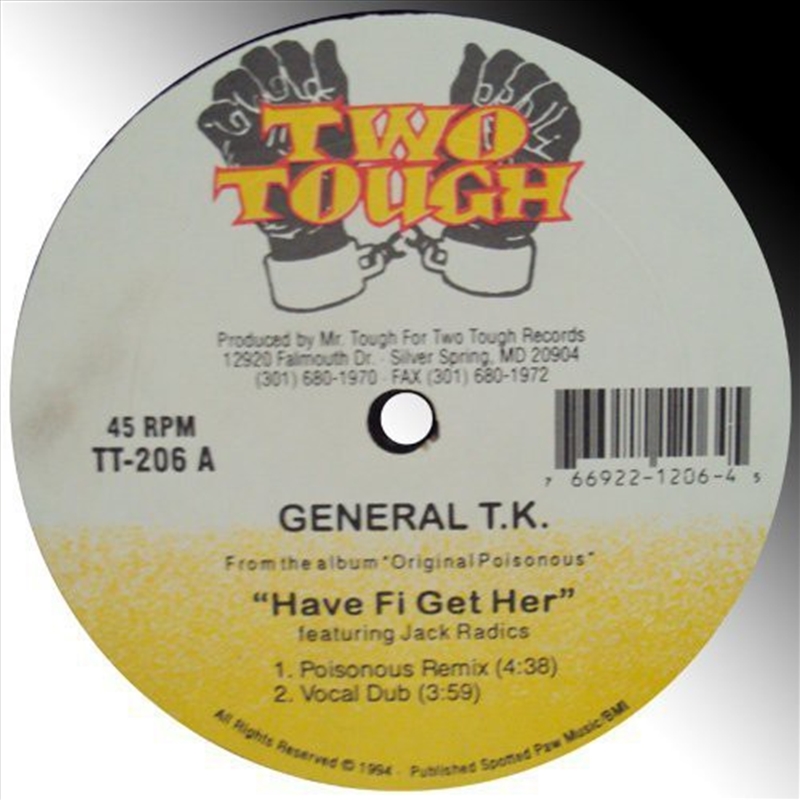 TWO
TOUGH
Produced by Mr. Tough For Two Tough Records
12920 Falmouth Dr. · Silver Spring, MD 20904
(301) 680-1970 · FAX (301) 680-1972
45 RPM
TT-206 A
7 66922-1206-4 5
GENERAL T.K.
From the album "Original Poisonous"
"Have Fi Get Her"
featuring Jack Radics
1. Poisonous Remix (4:38)
2. Vocal Dub (3:59)
All Rights Reserved © 1994 · Published Spotted Paw Music/BMI